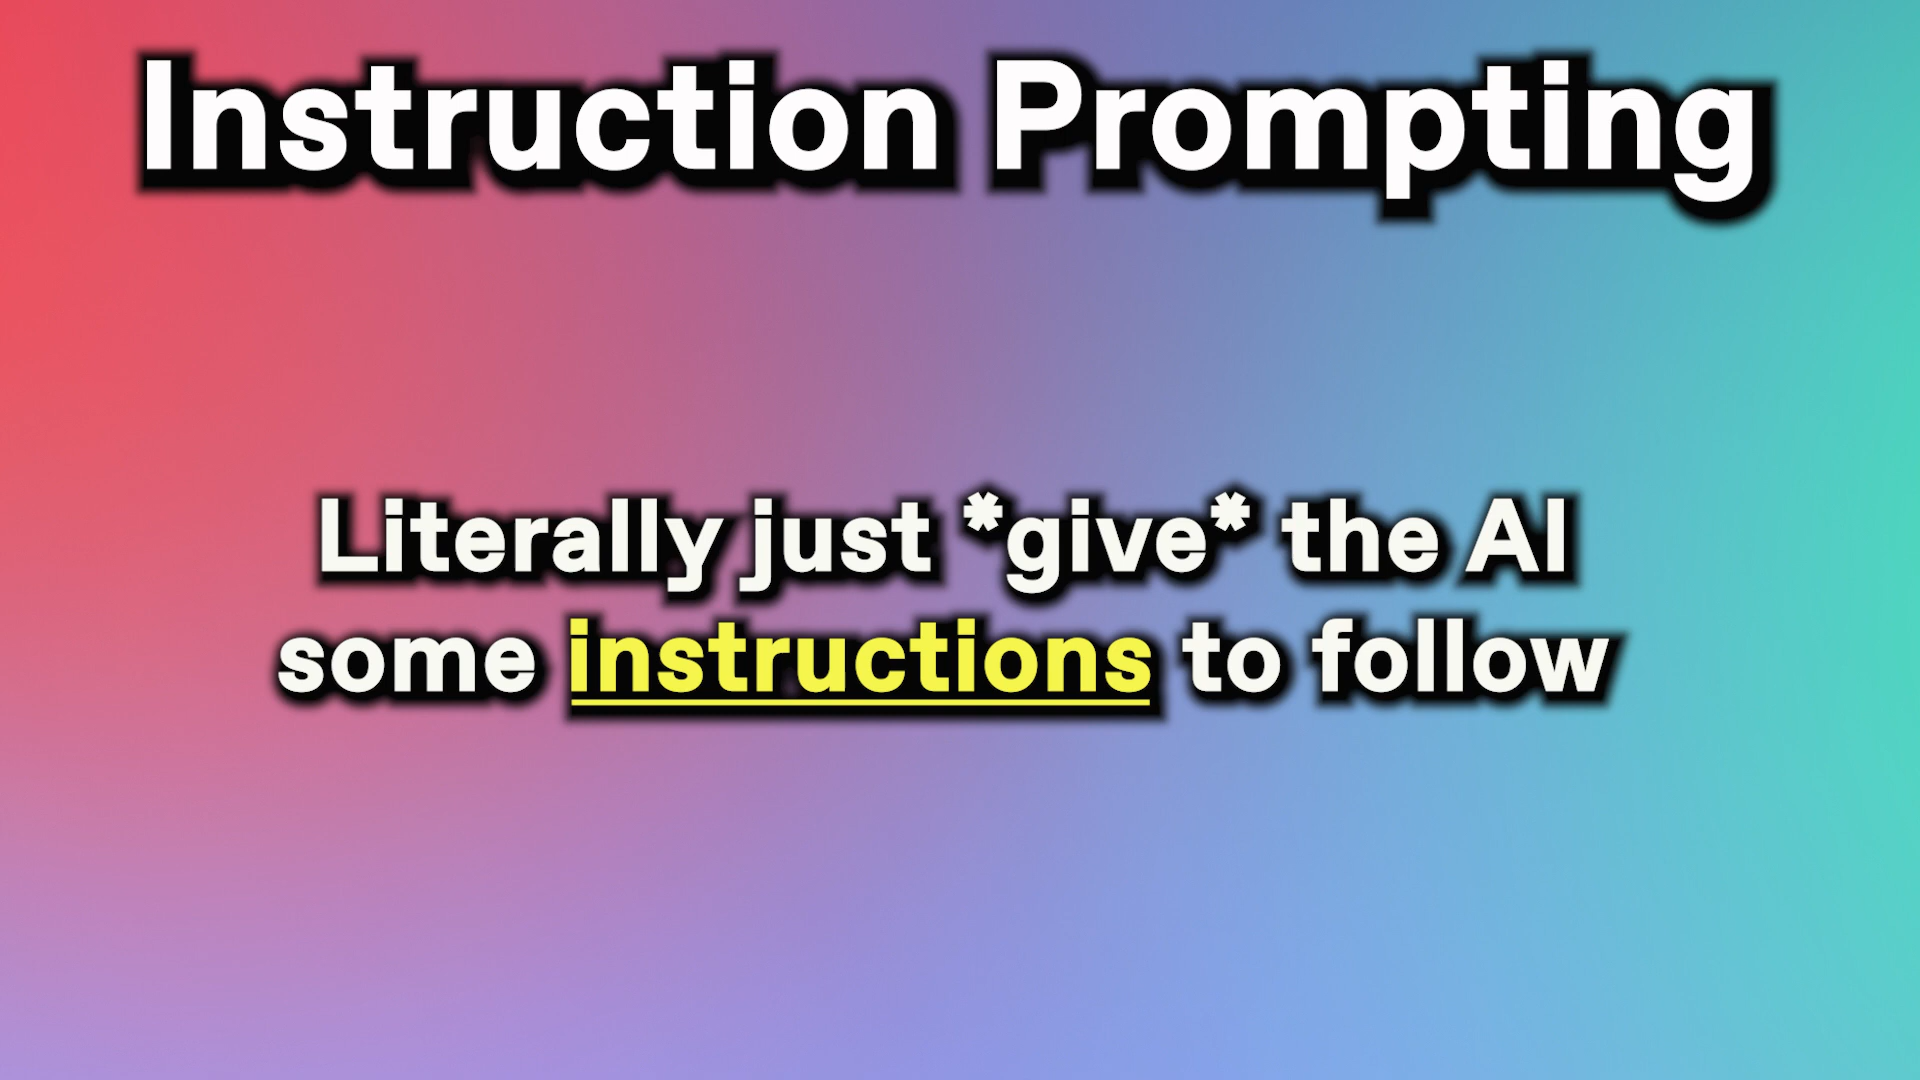 Instruction Prompting
Literally just *give* the AI
some instructions to follow